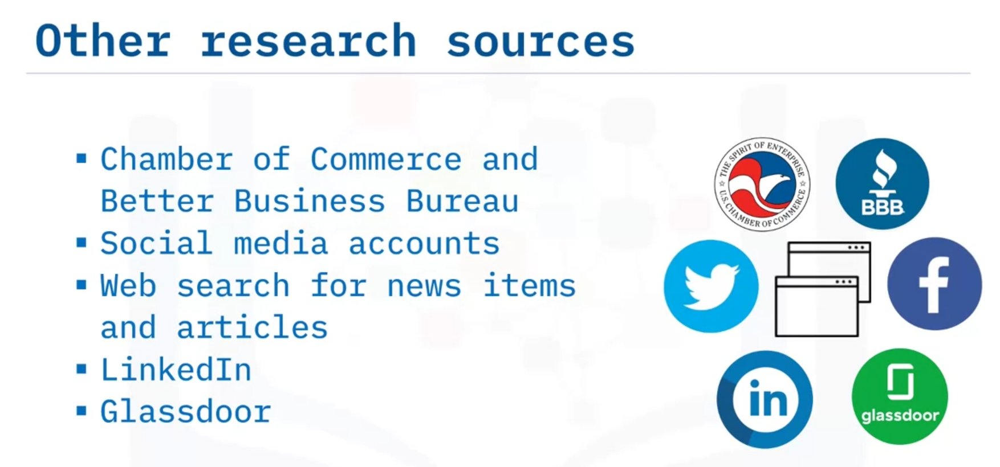 Other research sources
Chamber of Commerce and
Better Business Bureau
Social media accounts
Web search for news items
and articles
LinkedIn
Glassdoor
THE SPIRIT OF ENTERPRISE
U.S. CHAMBER OF COMMERCE
BBB
f
in
glassdoor